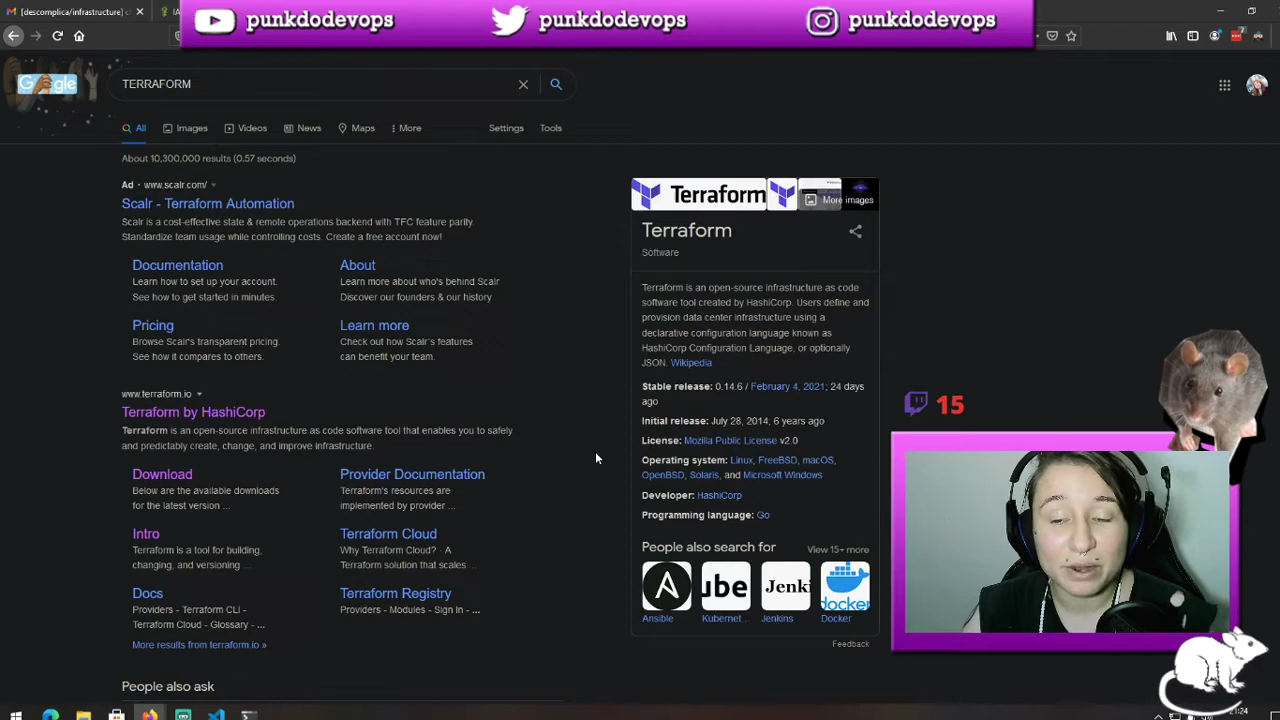 [descomplica/infrastructure]
punkdodevops
punkdodevops
punkdodevops
Google
TERRAFORM
All
Images
Videos
News
Maps
More
Settings
Tools
About 10,300,000 results (0.57 seconds)
Ad · www.scalr.com/
Scalr - Terraform Automation
Scalr is a cost-effective state & remote operations backend with TFC feature parity.
Standardize team usage while controlling costs. Create a free account now!
Documentation
Learn how to set up your account.
See how to get started in minutes.
About
Learn more about who's behind Scalr
Discover our founders & our history
Pricing
Browse Scalr's transparent pricing.
See how it compares to others.
Learn more
Check out how Scalr's features
can benefit your team.
www.terraform.io
Terraform by HashiCorp
Terraform is an open-source infrastructure as code software tool that enables you to safely
and predictably create, change, and improve infrastructure.
Download
Below are the available downloads
for the latest version ...
Provider Documentation
Terraform's resources are
implemented by provider ...
Intro
Terraform is a tool for building,
changing, and versioning ...
Terraform Cloud
Why Terraform Cloud? · A
Terraform solution that scales ...
Docs
Providers - Terraform CLI -
Terraform Cloud - Glossary - ...
Terraform Registry
Providers - Modules - Sign In - ...
More results from terraform.io »
People also ask
Terraform
More images
Terraform
Software
Terraform is an open-source infrastructure as code
software tool created by HashiCorp. Users define and
provision data center infrastructure using a
declarative configuration language known as
HashiCorp Configuration Language, or optionally
JSON. Wikipedia
Stable release: 0.14.6 / February 4, 2021; 24 days
ago
Initial release: July 28, 2014; 6 years ago
License: Mozilla Public License v2.0
Operating system: Linux, FreeBSD, macOS,
OpenBSD, Solaris, and Microsoft Windows
Developer: HashiCorp
Programming language: Go
People also search for
View 15+ more
ube
Jenki
docker
Ansible
Kubernet...
Jenkins
Docker
Feedback
15
21:24